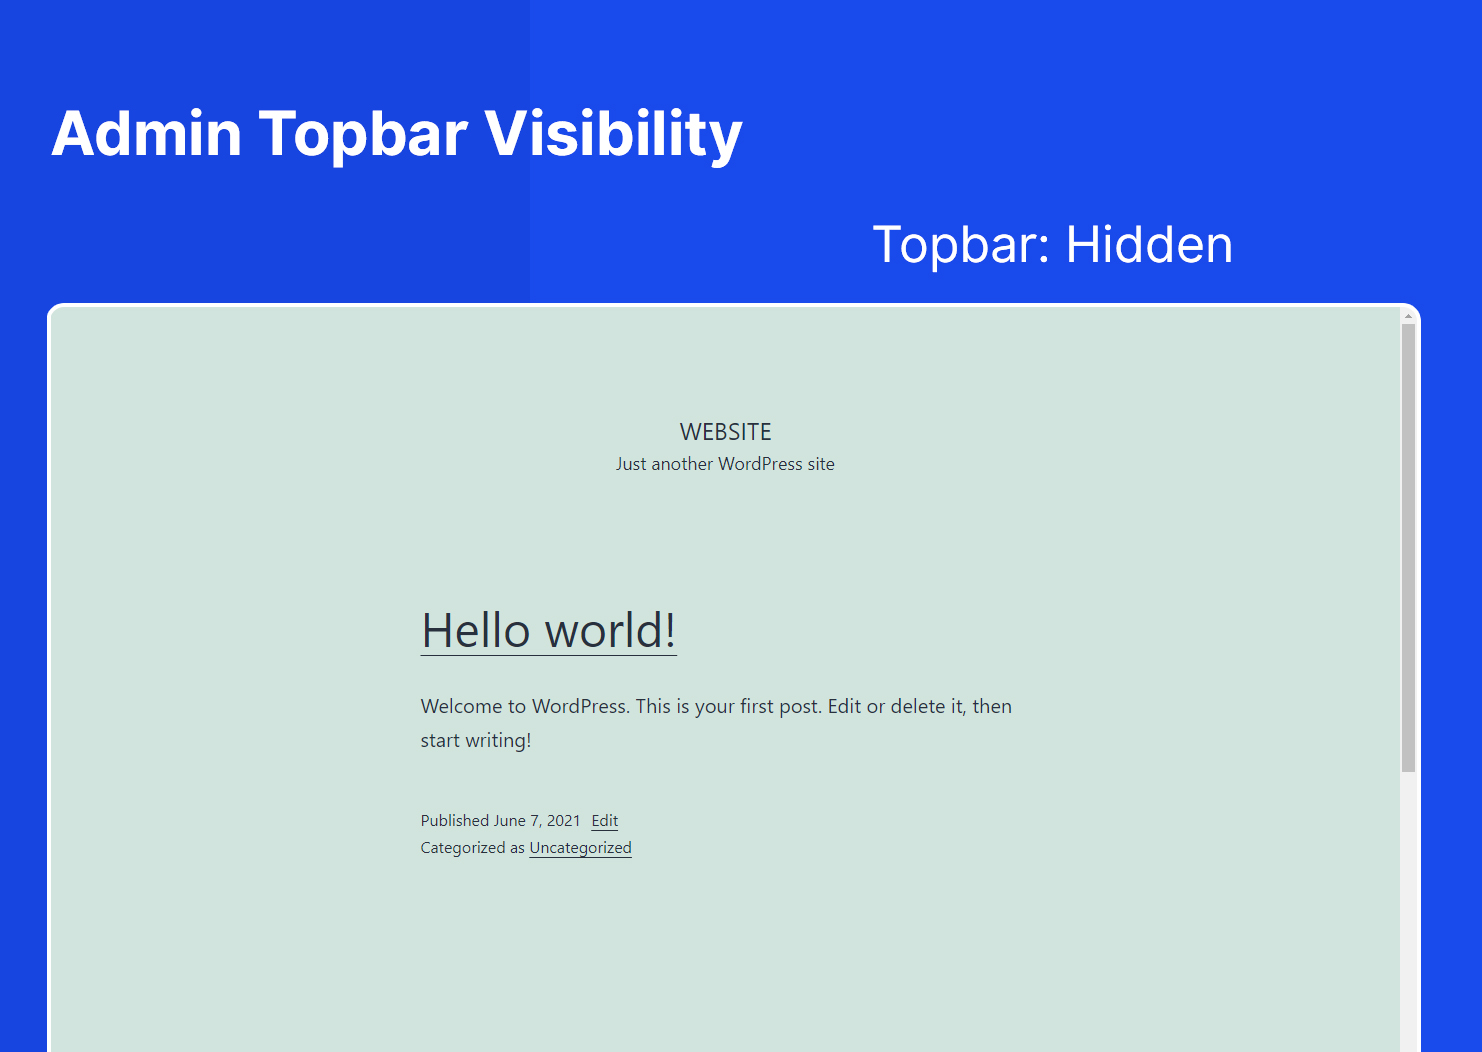 Admin Topbar Visibility
Topbar: Hidden
WEBSITE
Just another WordPress site
Hello world!
Welcome to WordPress. This is your first post. Edit or delete it, then
start writing!
Published June 7, 2021 Edit
Categorized as Uncategorized